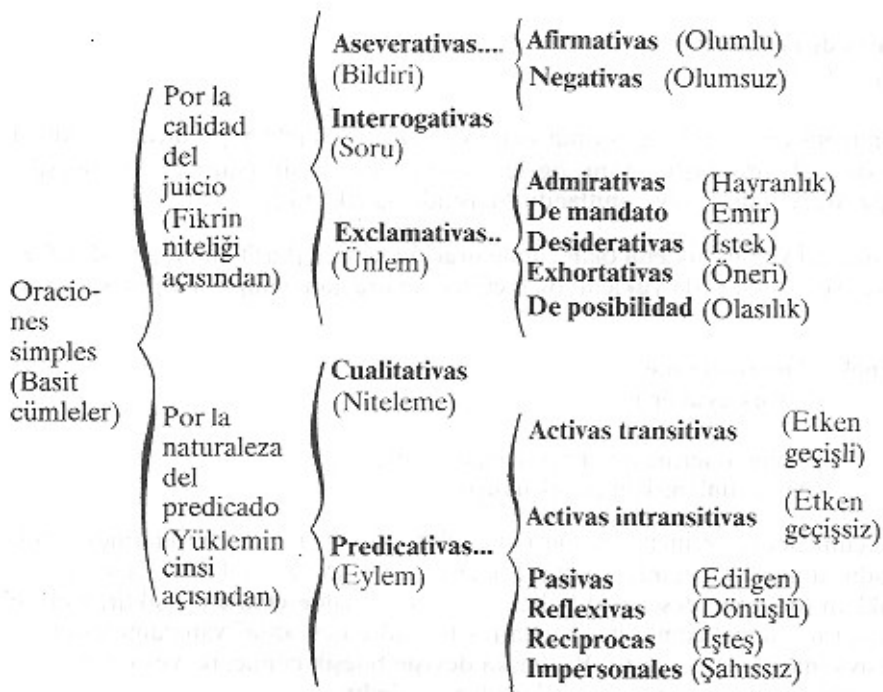 Oracio-
nes
simples
(Basit
cümleler)
Por la
calidad
del
juicio
(Fikrin
niteliği
açısından)
Aseverativas....
(Bildiri)
Afirmativas (Olumlu)
Negativas (Olumsuz)
Interrogativas
(Soru)
Exclamativas..
(Ünlem)
Admirativas (Hayranlık)
De mandato (Emir)
Desiderativas (İstek)
Exhortativas (Öneri)
De posibilidad (Olasılık)
Por la
naturaleza
del
predicado
(Yüklemin
cinsi
açısından)
Cualitativas
(Niteleme)
Predicativas...
(Eylem)
Activas transitivas (Etken
geçişli)
Activas intransitivas (Etken
geçişsiz)
Pasivas (Edilgen)
Reflexivas (Dönüşlü)
Recíprocas (İşteş)
Impersonales (Şahıssız)